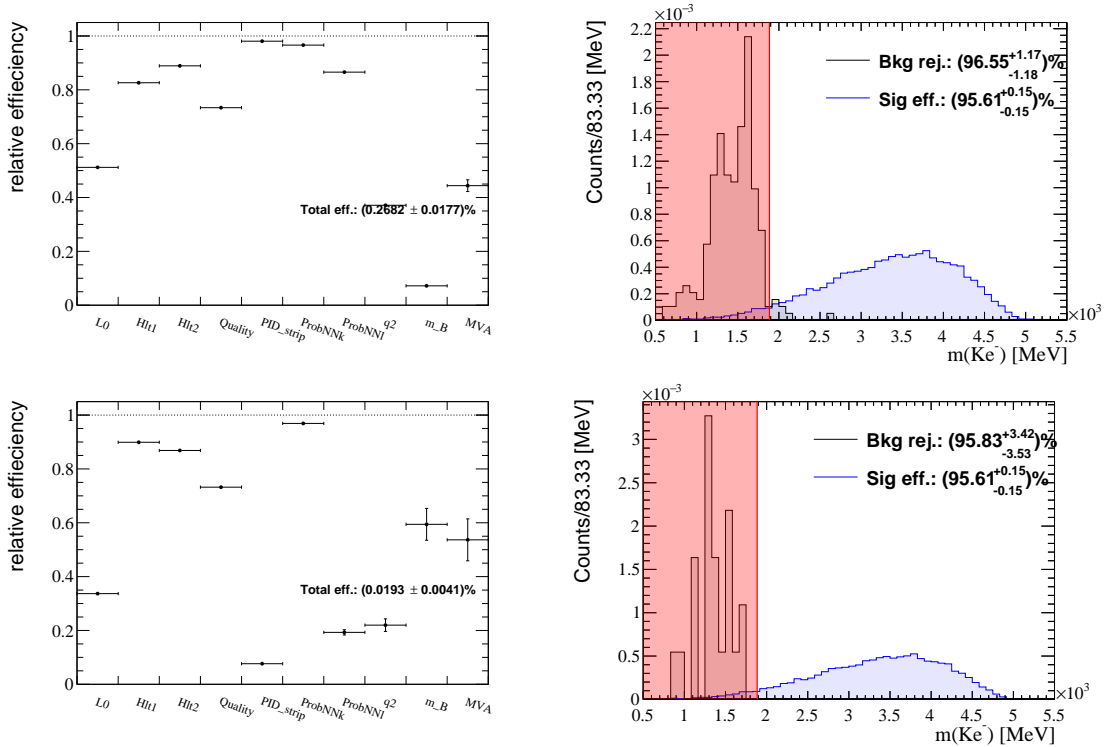 relative effieciency
1
0.8
0.6
0.4
0.2
0
Total eff.: (0.2682 ± 0.0177)%
L0 Hlt1 Hlt2 Quality PID_strip ProbNNk ProbNNl q2 m_B MVA
×10⁻³
Counts/83.33 [MeV]
2.2
2
1.8
1.6
1.4
1.2
1
0.8
0.6
0.4
0.2
0
Bkg rej.: (96.55+1.17-1.18)%
Sig eff.: (95.61+0.15-0.15)%
0.5 1 1.5 2 2.5 3 3.5 4 4.5 5 5.5
×10³
m(Ke⁻) [MeV]
relative effieciency
1
0.8
0.6
0.4
0.2
0
Total eff.: (0.0193 ± 0.0041)%
L0 Hlt1 Hlt2 Quality PID_strip ProbNNk ProbNNl q2 m_B MVA
×10⁻³
Counts/83.33 [MeV]
3
2.5
2
1.5
1
0.5
0
Bkg rej.: (95.83+3.42-3.53)%
Sig eff.: (95.61+0.15-0.15)%
0.5 1 1.5 2 2.5 3 3.5 4 4.5 5 5.5
×10³
m(Ke⁻) [MeV]